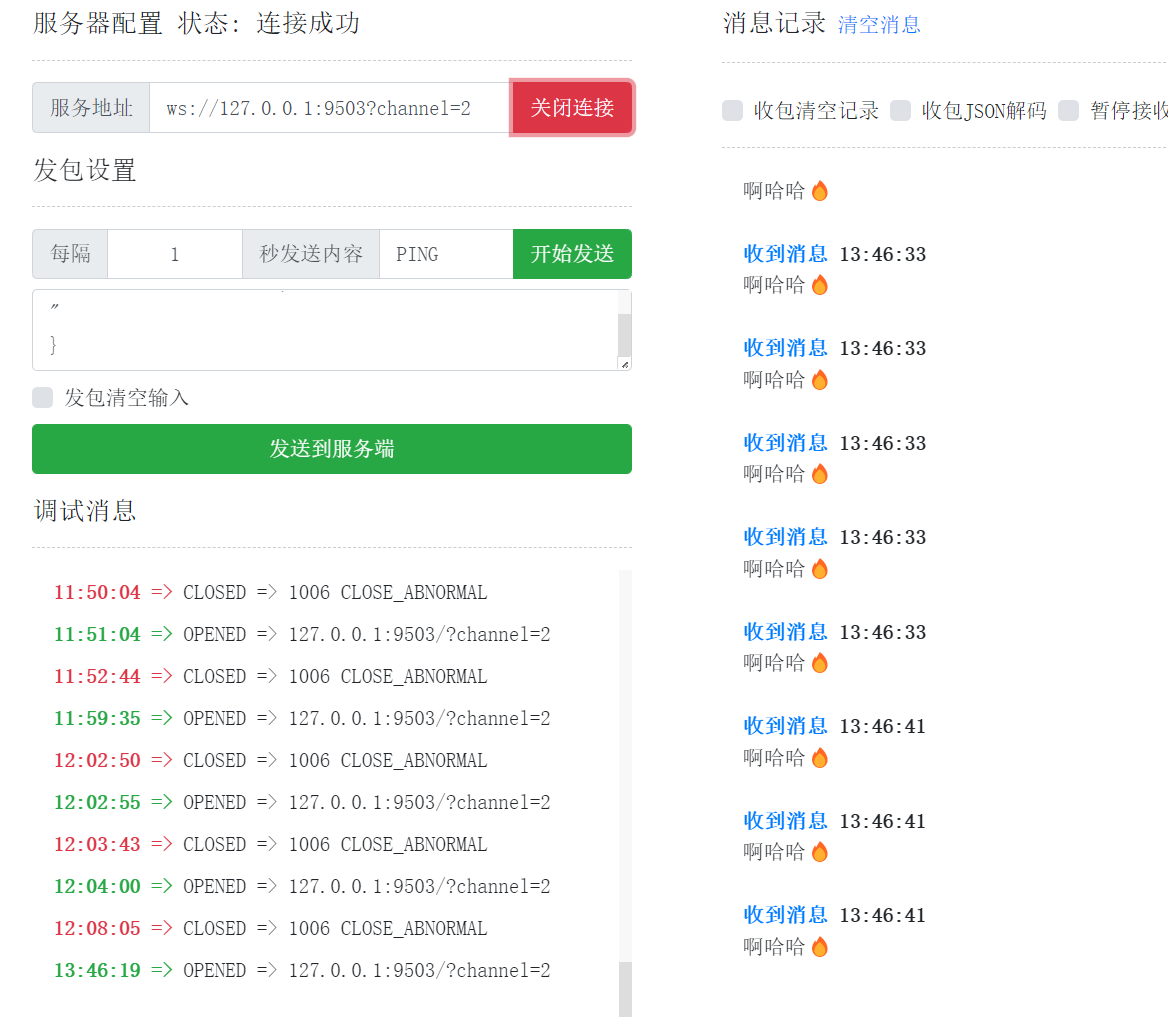 服务器配置 状态: 连接成功
服务地址 ws://127.0.0.1:9503?channel=2 关闭连接
发包设置
每隔 1 秒发送内容 PING 开始发送
"
}
发包清空输入
发送到服务端
调试消息
11:50:04 => CLOSED => 1006 CLOSE_ABNORMAL
11:51:04 => OPENED => 127.0.0.1:9503/?channel=2
11:52:44 => CLOSED => 1006 CLOSE_ABNORMAL
11:59:35 => OPENED => 127.0.0.1:9503/?channel=2
12:02:50 => CLOSED => 1006 CLOSE_ABNORMAL
12:02:55 => OPENED => 127.0.0.1:9503/?channel=2
12:03:43 => CLOSED => 1006 CLOSE_ABNORMAL
12:04:00 => OPENED => 127.0.0.1:9503/?channel=2
12:08:05 => CLOSED => 1006 CLOSE_ABNORMAL
13:46:19 => OPENED => 127.0.0.1:9503/?channel=2
消息记录 清空消息
收包清空记录 收包JSON解码 暂停接收
啊哈哈🔥
收到消息 13:46:33
啊哈哈🔥
收到消息 13:46:33
啊哈哈🔥
收到消息 13:46:33
啊哈哈🔥
收到消息 13:46:33
啊哈哈🔥
收到消息 13:46:33
啊哈哈🔥
收到消息 13:46:41
啊哈哈🔥
收到消息 13:46:41
啊哈哈🔥
收到消息 13:46:41
啊哈哈🔥